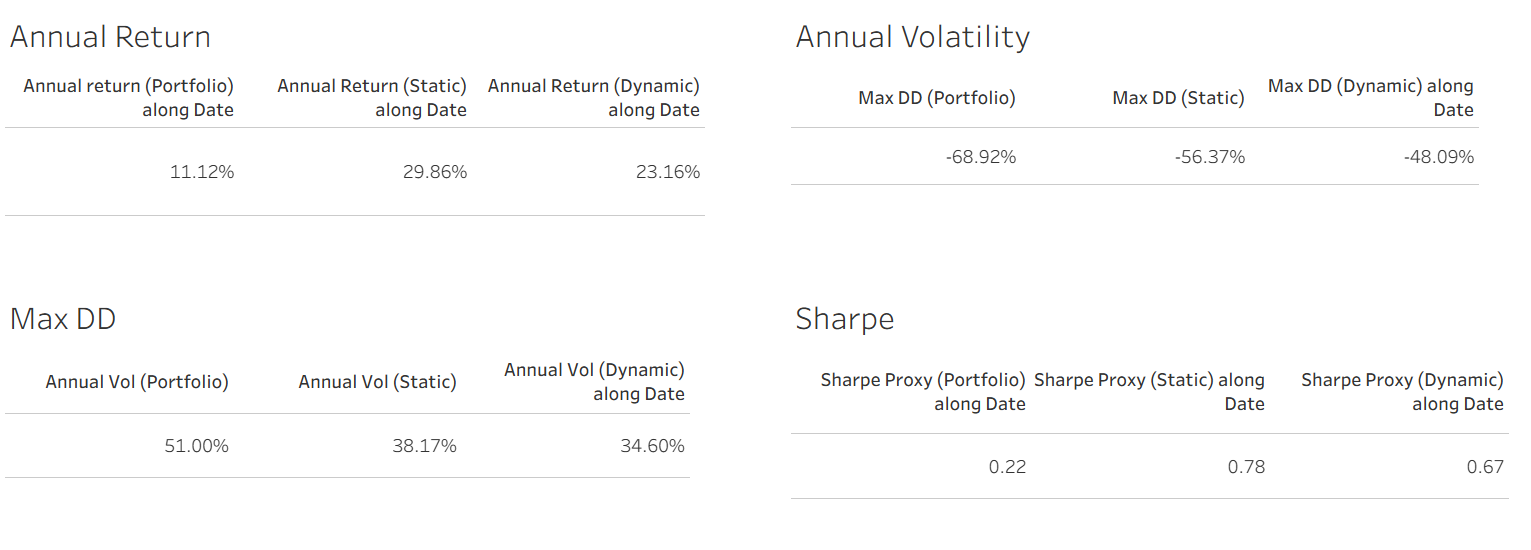 Annual Return
Annual return (Portfolio) along Date
Annual Return (Static) along Date
Annual Return (Dynamic) along Date
11.12% 29.86% 23.16%
Annual Volatility
Max DD (Portfolio)
Max DD (Static)
Max DD (Dynamic) along Date
-68.92% -56.37% -48.09%
Max DD
Annual Vol (Portfolio)
Annual Vol (Static)
Annual Vol (Dynamic) along Date
51.00% 38.17% 34.60%
Sharpe
Sharpe Proxy (Portfolio) along Date
Sharpe Proxy (Static) along Date
Sharpe Proxy (Dynamic) along Date
0.22 0.78 0.67